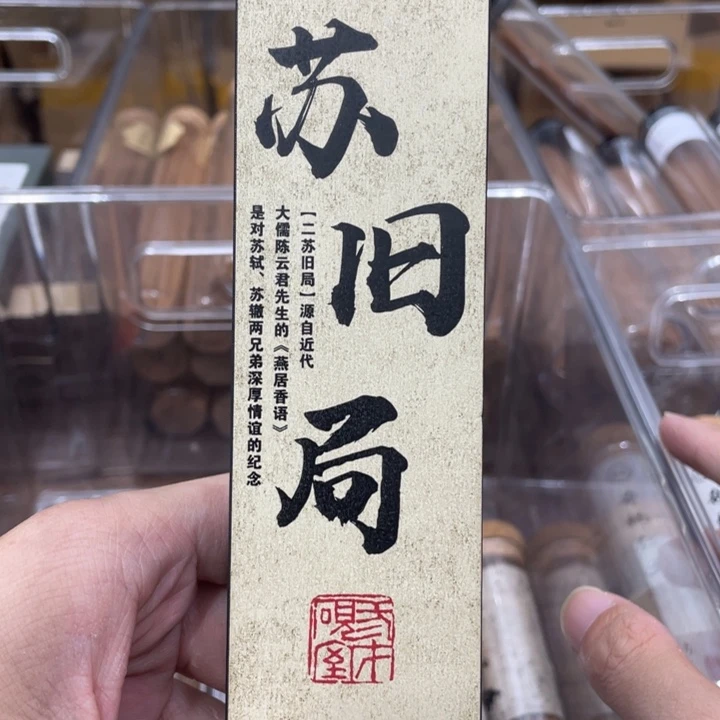 苏旧局
【二苏旧局】源自近代
大儒陈云君先生的《燕居香语》
是对苏轼、苏辙两兄弟深厚情谊的纪念